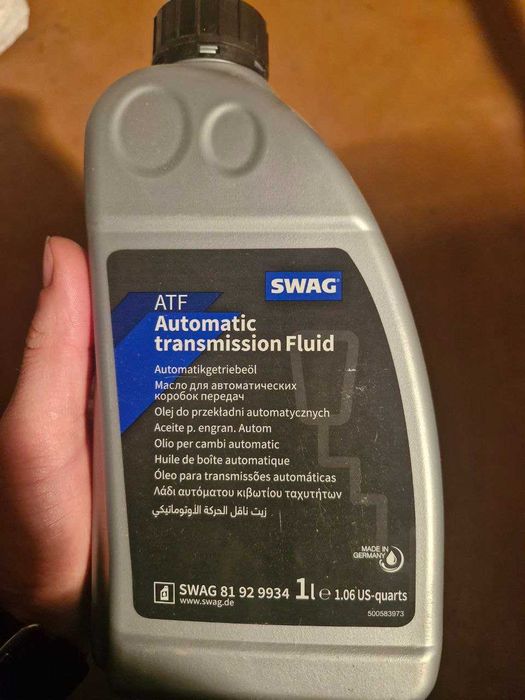 SWAG
ATF
Automatic
transmission Fluid
Automatikgetriebeöl
Масло для автоматических
коробок передач
Olej do przekładni automatycznych
Aceite p. engran. Autom
Olio per cambi automatic
Huile de boîte automatique
Óleo para transmissões automáticas
Λάδι αυτόματου κιβωτίου ταχυτήτων
زيت ناقل الحركة الأوتوماتيكي
MADE IN
GERMANY
SWAG 81 92 9934 1l e 1.06 US-quarts
www.swag.de
500583973